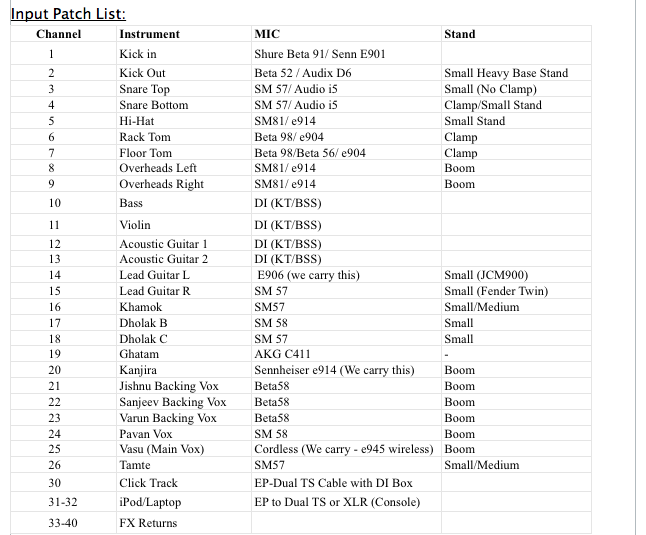 Input Patch List:
Channel Instrument MIC Stand
1 Kick in Shure Beta 91/ Senn E901
2 Kick Out Beta 52 / Audix D6 Small Heavy Base Stand
3 Snare Top SM 57/ Audio i5 Small (No Clamp)
4 Snare Bottom SM 57/ Audio i5 Clamp/Small Stand
5 Hi-Hat SM81/ e914 Small Stand
6 Rack Tom Beta 98/ e904 Clamp
7 Floor Tom Beta 98/Beta 56/ e904 Clamp
8 Overheads Left SM81/ e914 Boom
9 Overheads Right SM81/ e914 Boom
10 Bass DI (KT/BSS)
11 Violin DI (KT/BSS)
12 Acoustic Guitar 1 DI (KT/BSS)
13 Acoustic Guitar 2 DI (KT/BSS)
14 Lead Guitar L E906 (we carry this) Small (JCM900)
15 Lead Guitar R SM 57 Small (Fender Twin)
16 Khamok SM57 Small/Medium
17 Dholak B SM 58 Small
18 Dholak C SM 57 Small
19 Ghatam AKG C411 -
20 Kanjira Sennheiser e914 (We carry this) Boom
21 Jishnu Backing Vox Beta58 Boom
22 Sanjeev Backing Vox Beta58 Boom
23 Varun Backing Vox Beta58 Boom
24 Pavan Vox SM 58 Boom
25 Vasu (Main Vox) Cordless (We carry - e945 wireless) Boom
26 Tamte SM57 Small/Medium
30 Click Track EP-Dual TS Cable with DI Box
31-32 iPod/Laptop EP to Dual TS or XLR (Console)
33-40 FX Returns